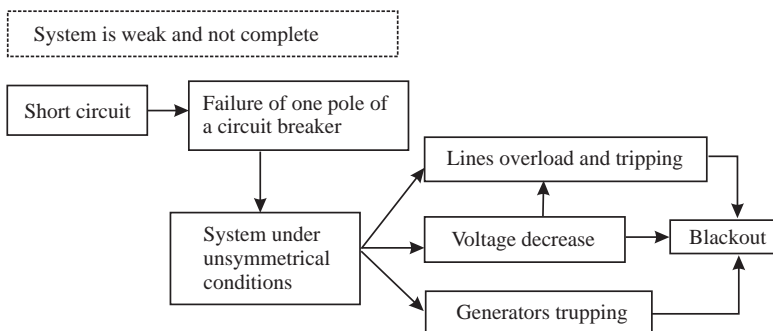 System is weak and not complete
Short circuit
Failure of one pole of
a circuit breaker
Lines overload and tripping
System under
unsymmetrical
conditions
Voltage decrease
Blackout
Generators trupping